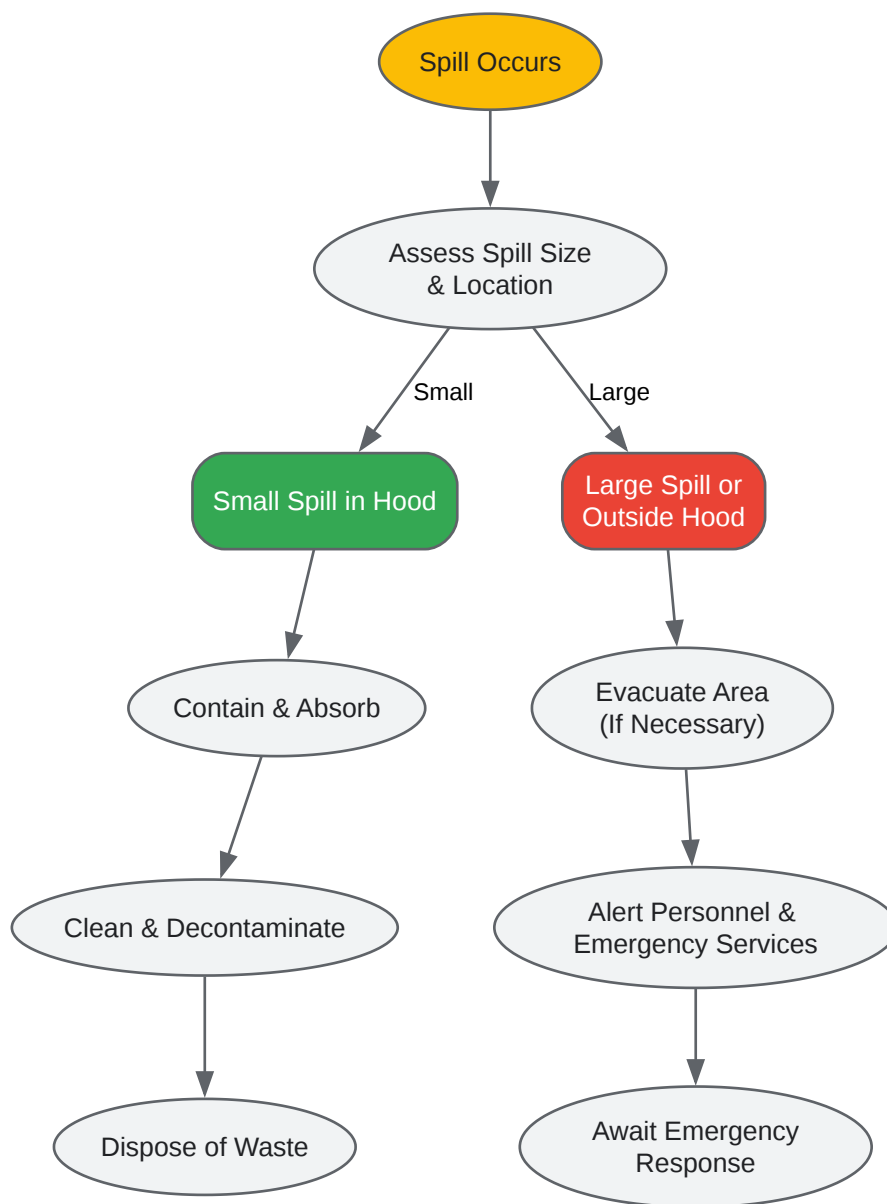 Spill Occurs
Assess Spill Size
& Location
Small
Large
Small Spill in Hood
Large Spill or
Outside Hood
Contain & Absorb
Evacuate Area
(If Necessary)
Clean & Decontaminate
Alert Personnel &
Emergency Services
Dispose of Waste
Await Emergency
Response